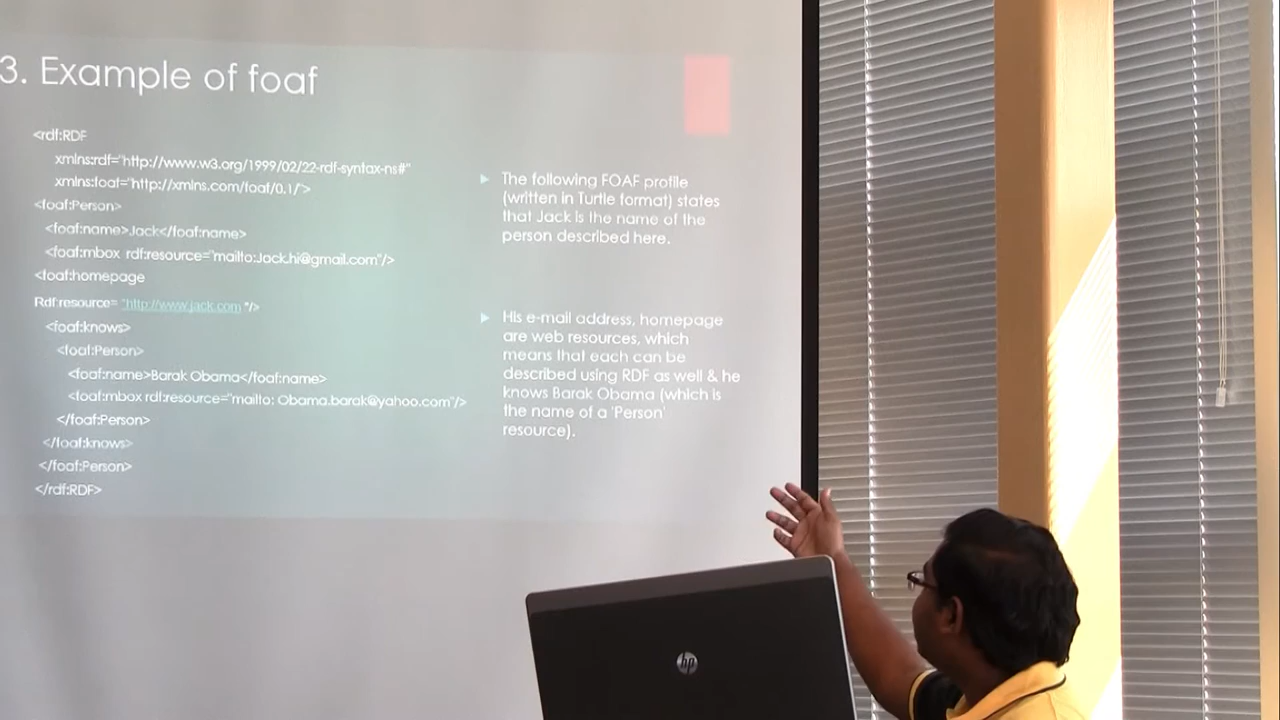 3. Example of foaf
<rdf:RDF
xmlns:rdf="http://www.w3.org/1999/02/22-rdf-syntax-ns#"
xmlns:foaf="http://xmlns.com/foaf/0.1/">
<foaf:Person>
<foaf:name>Jack</foaf:name>
<foaf:mbox rdf:resource="mailto:Jack.hi@gmail.com"/>
<foaf:homepage
Rdf:resource= "http://www.jack.com "/>
<foaf:knows>
<foaf:Person>
<foaf:name>Barak Obama</foaf:name>
<foaf:mbox rdf:resource="mailto: Obama.barak@yahoo.com"/>
</foaf:Person>
</foaf:knows>
</foaf:Person>
</rdf:RDF>
The following FOAF profile
(written in Turtle format) states
that Jack is the name of the
person described here.
His e-mail address, homepage
are web resources, which
means that each can be
described using RDF as well & he
knows Barak Obama (which is
the name of a 'Person'
resource).
hp